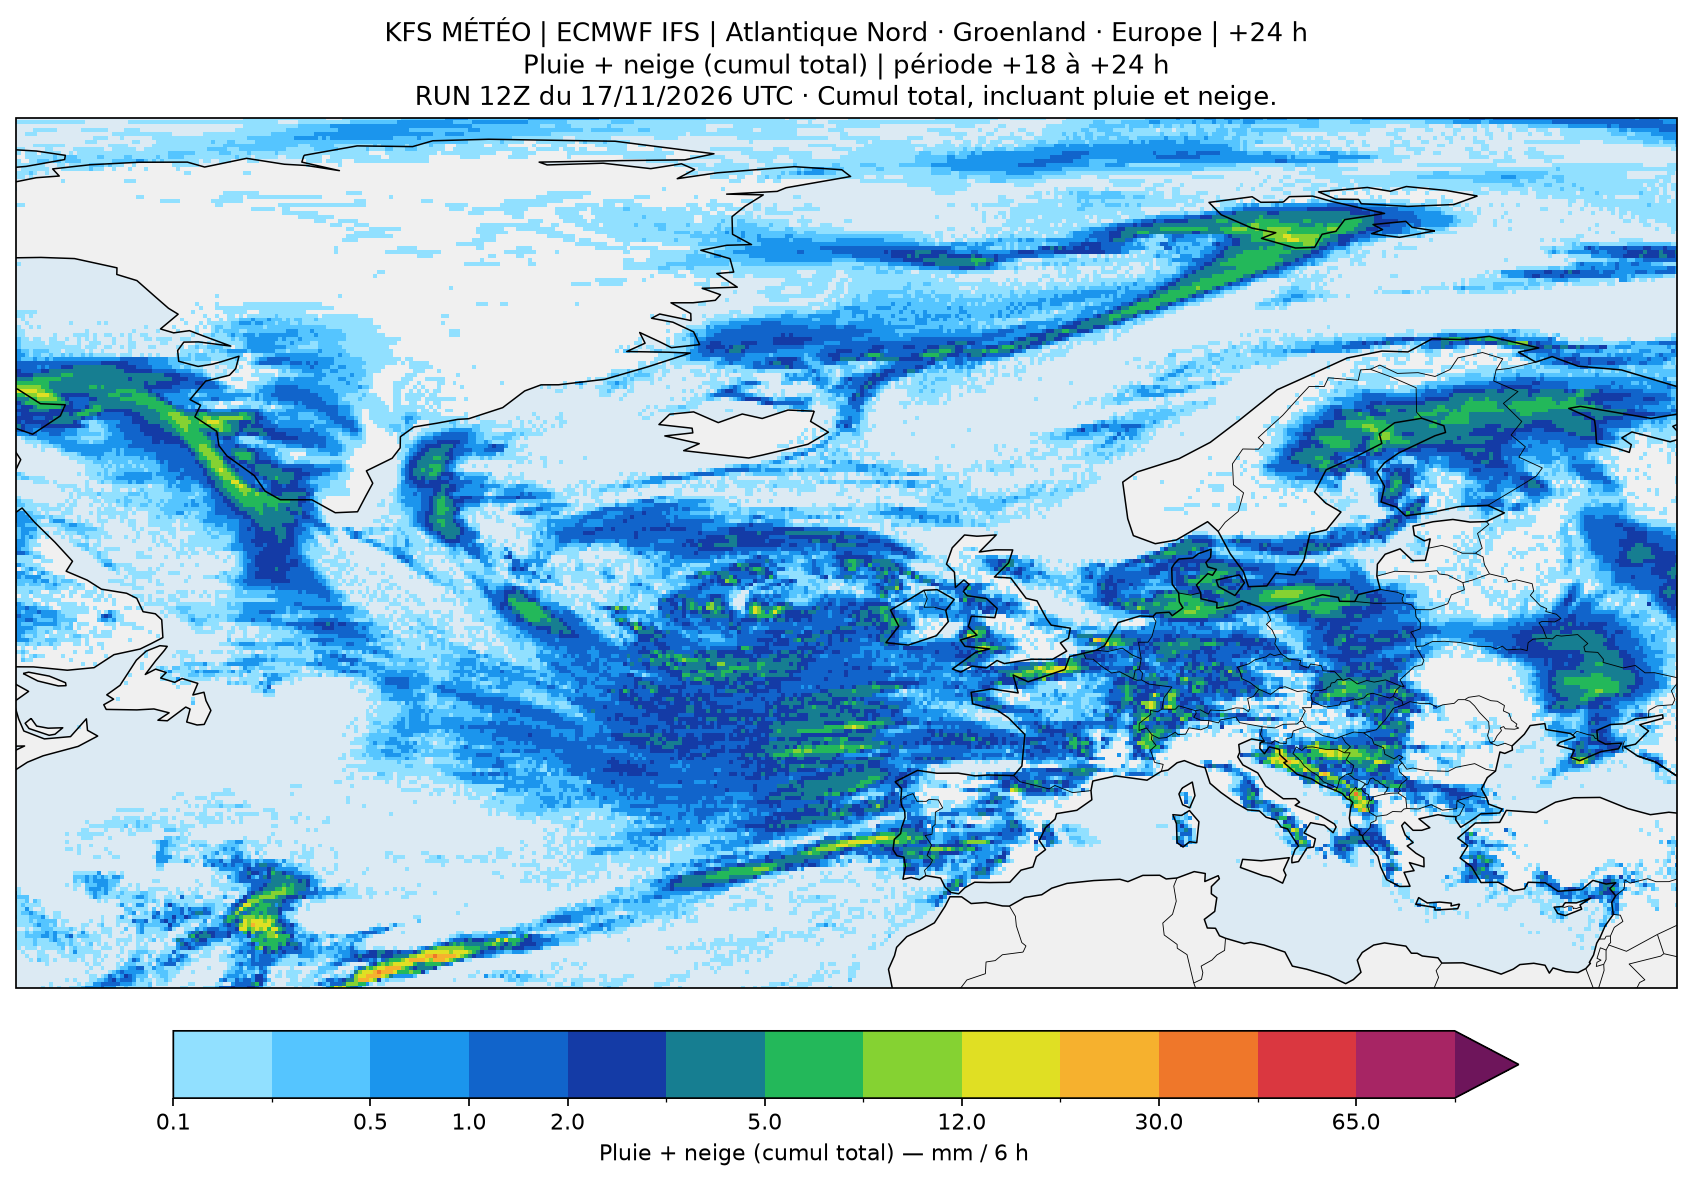 KFS MÉTÉO | ECMWF IFS | Atlantique Nord · Groenland · Europe | +24 h
Pluie + neige (cumul total) | période +18 à +24 h
RUN 12Z du 17/11/2026 UTC · Cumul total, incluant pluie et neige.
0.1 0.5 1.0 2.0 5.0 12.0 30.0 65.0
Pluie + neige (cumul total) — mm / 6 h